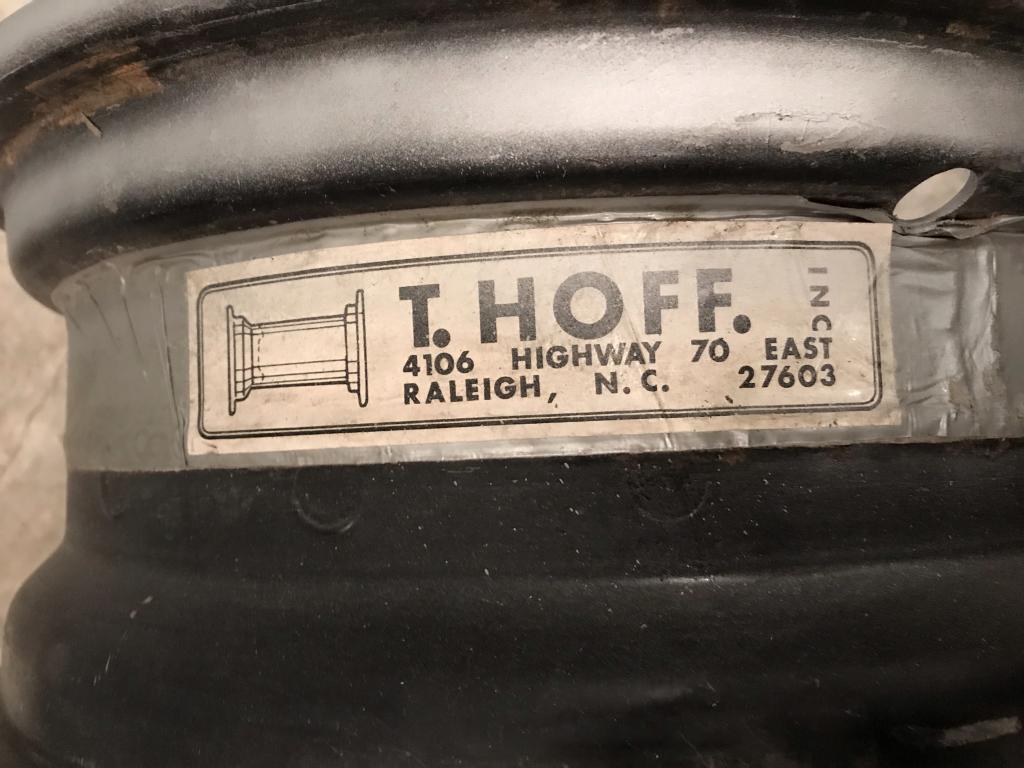 T. HOFF. INC
4106 HIGHWAY 70 EAST
RALEIGH, N. C. 27603